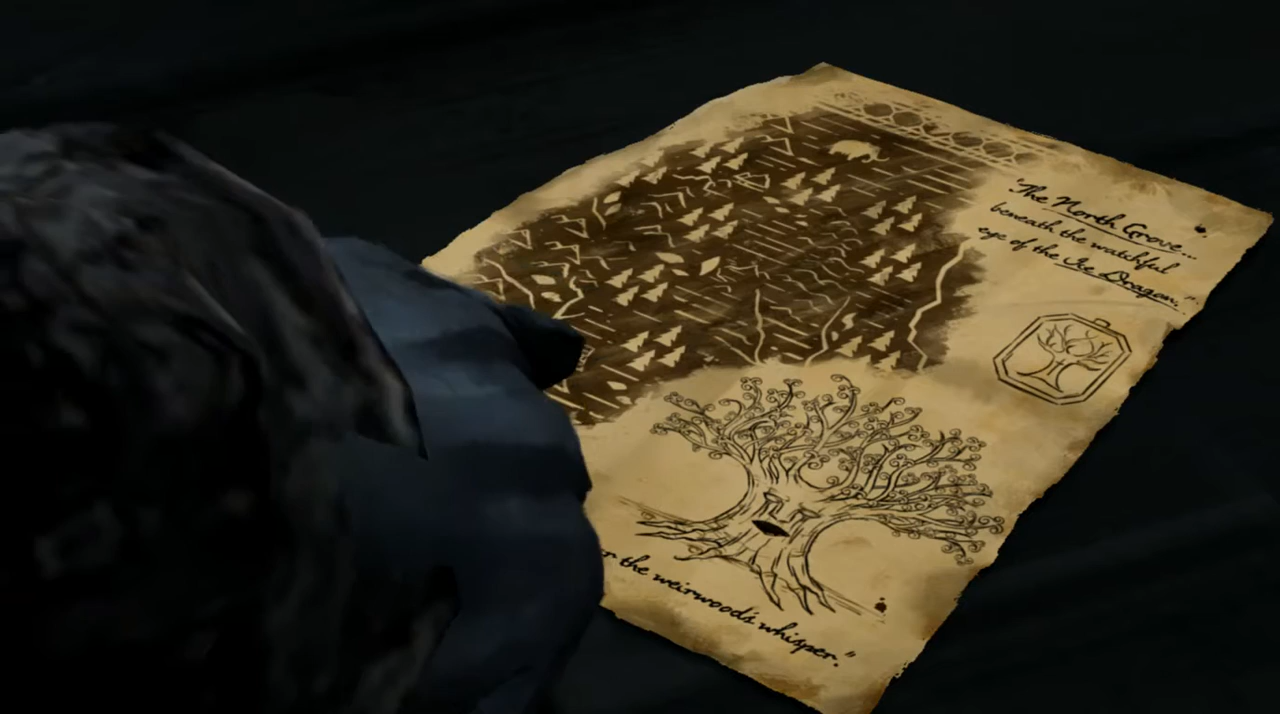 "The North Grove...
beneath the watchful
eye of the Ice Dragon."
the weirwood's whisper."